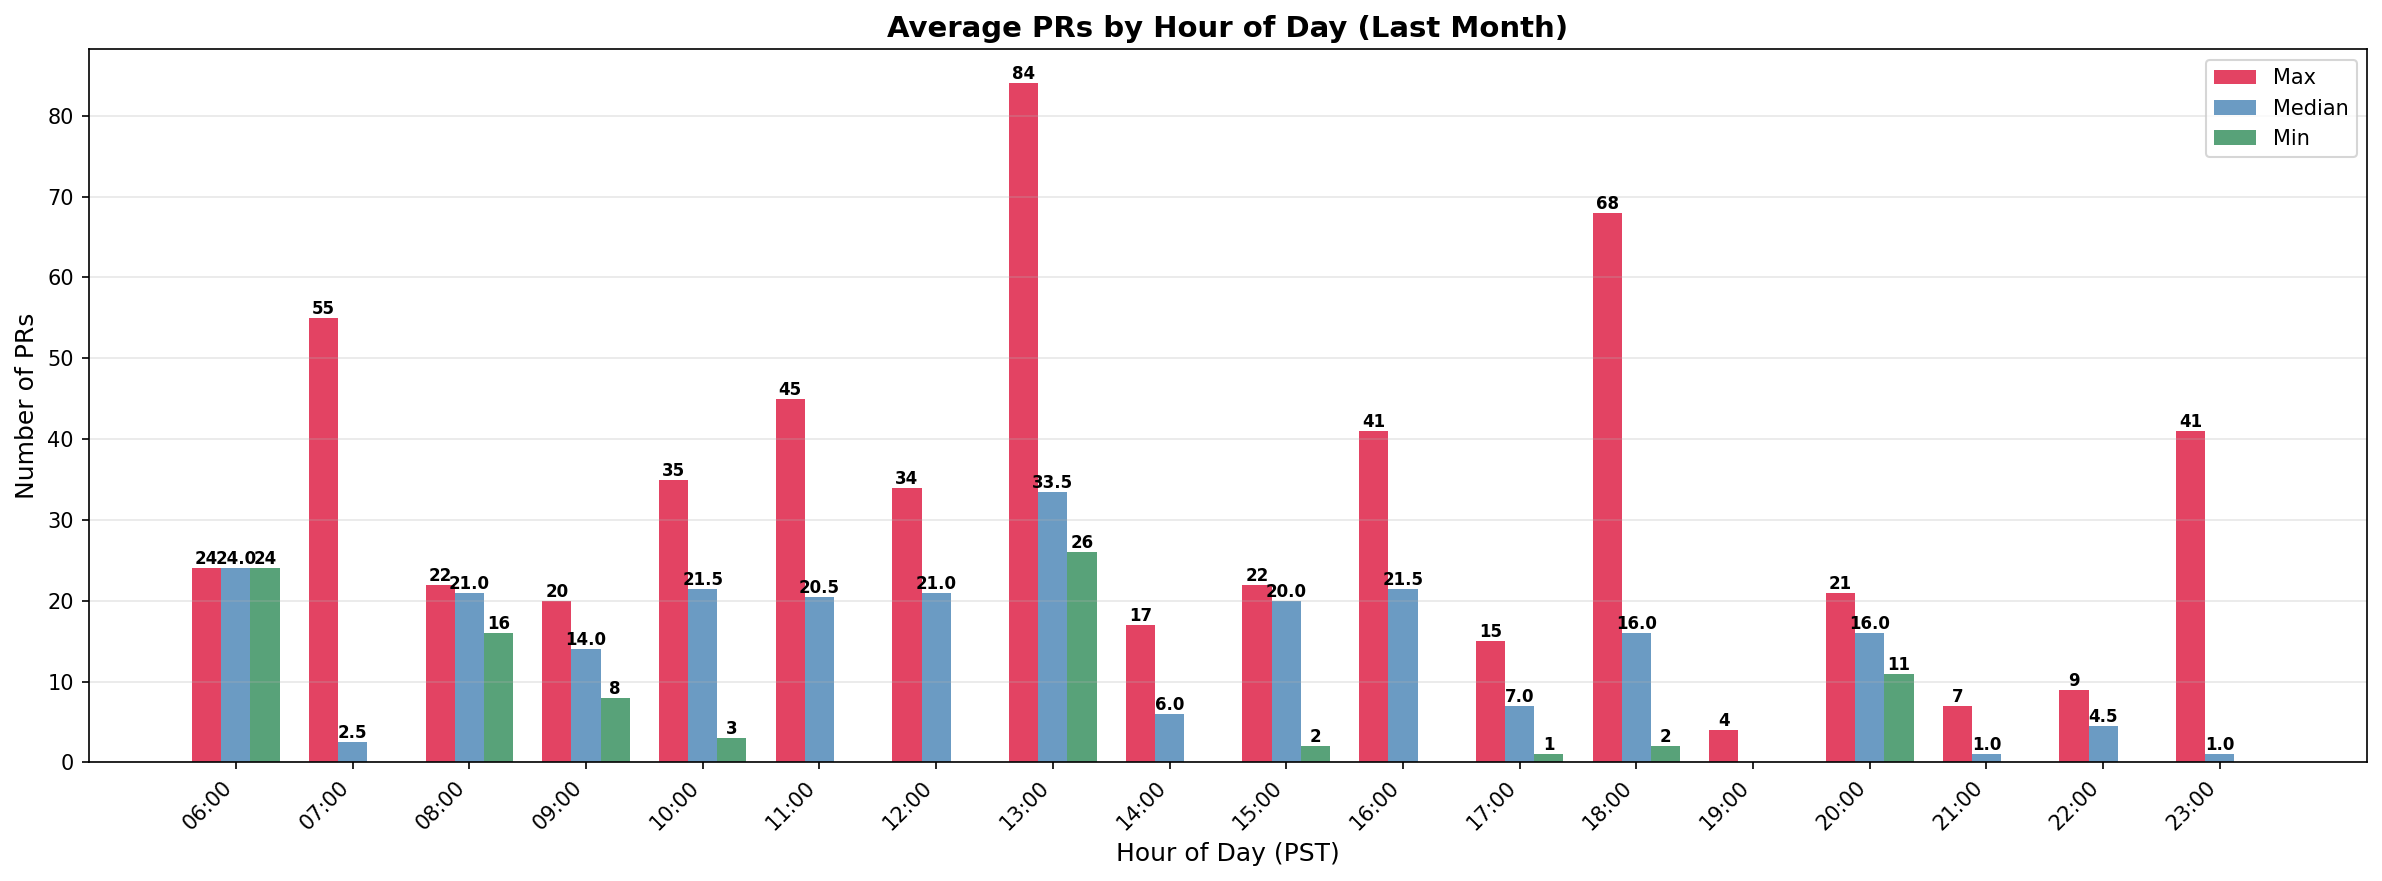 Average PRs by Hour of Day (Last Month)
Max
Median
Min
Number of PRs
80
70
60
50
40
30
20
10
0
24 24.0 24
55 2.5
22 21.0 16
20 14.0 8
35 21.5 3
45 20.5
34 21.0
84 33.5 26
17 6.0
22 20.0 2
41 21.5
15 7.0 1
68 16.0 2
4
21 16.0 11
7 1.0
9 4.5
41 1.0
06:00 07:00 08:00 09:00 10:00 11:00 12:00 13:00 14:00 15:00 16:00 17:00 18:00 19:00 20:00 21:00 22:00 23:00
Hour of Day (PST)